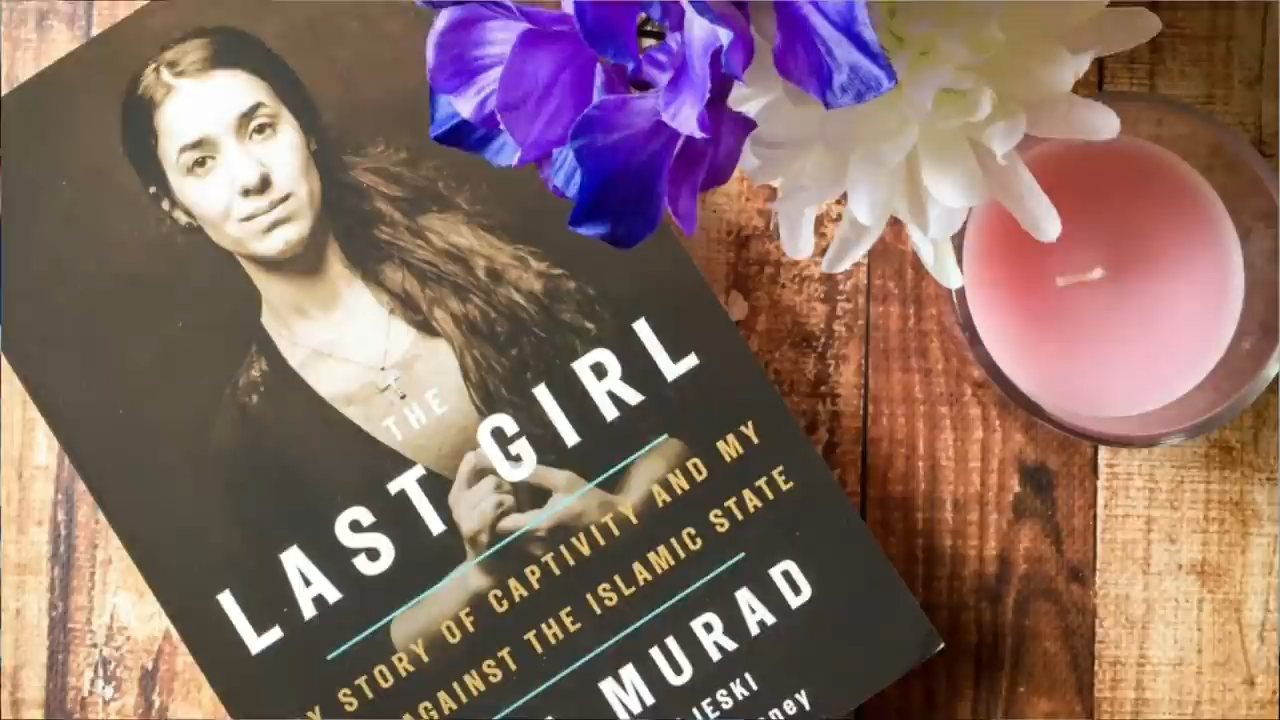 THE
LAST GIRL
STORY OF CAPTIVITY AND MY
AGAINST THE ISLAMIC STATE
MURAD